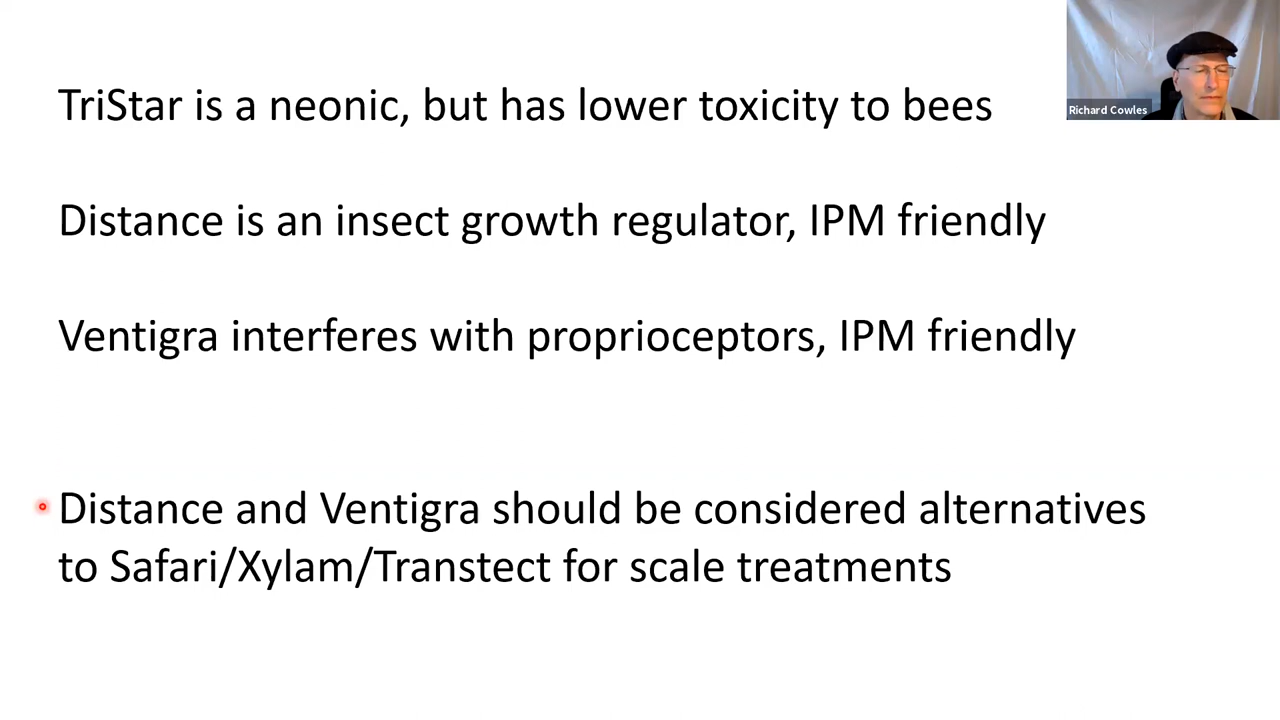 TriStar is a neonic, but has lower toxicity to bees
Richard Cowles
Distance is an insect growth regulator, IPM friendly
Ventigra interferes with proprioceptors, IPM friendly
Distance and Ventigra should be considered alternatives
to Safari/Xylam/Transtect for scale treatments